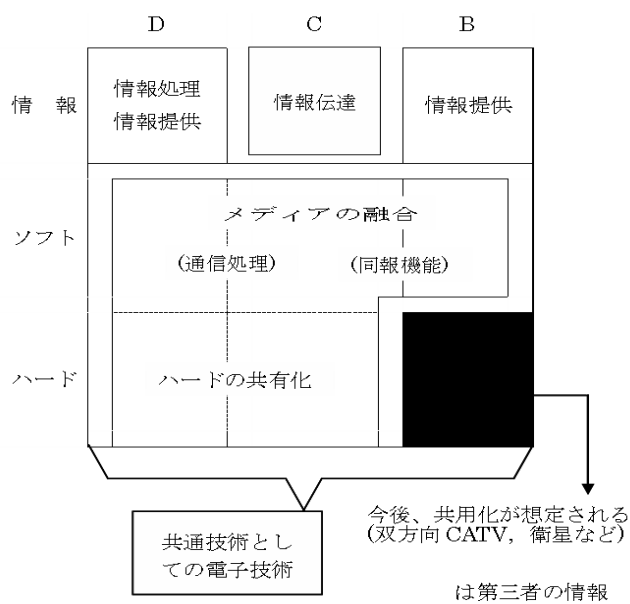 D C B
情 報
情報処理
情報提供
情報伝達
情報提供
ソフト
メディアの融合
(通信処理) (同報機能)
ハード
ハードの共有化
共通技術とし
ての電子技術
今後、共用化が想定される
(双方向 CATV, 衛星など)
は第三者の情報